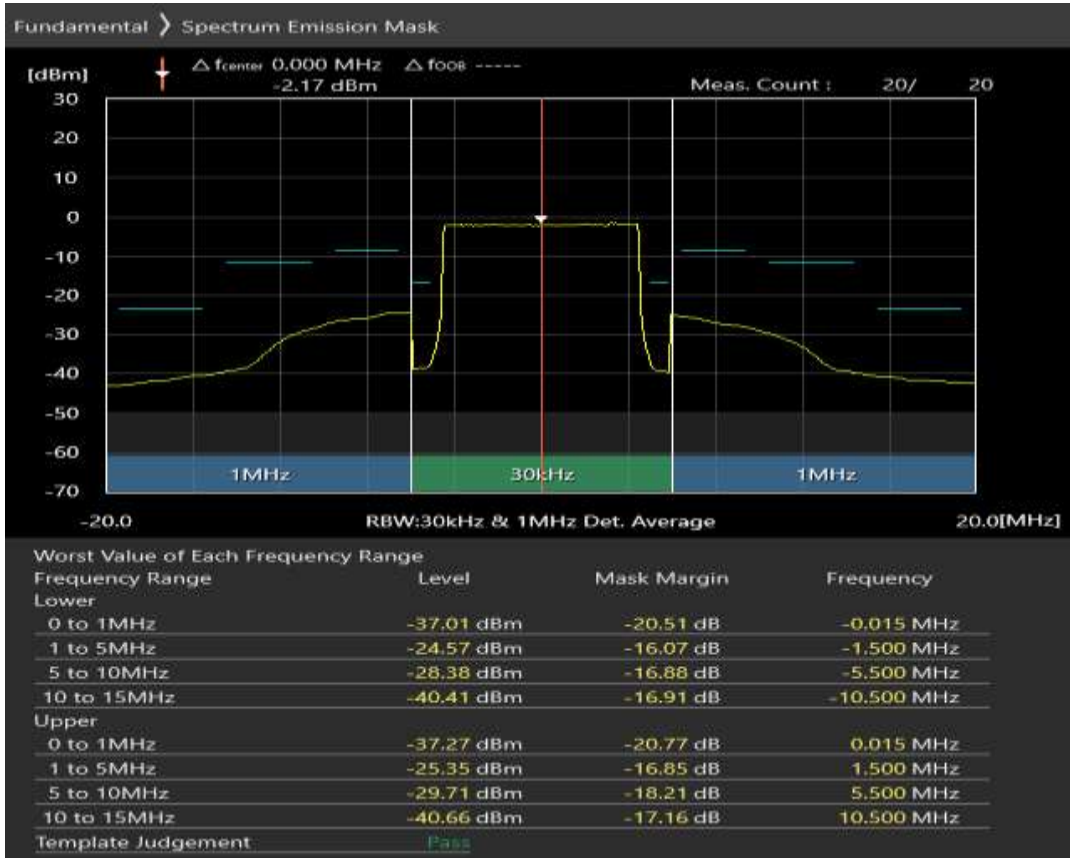 Fundamental ❯ Spectrum Emission Mask
[dBm] △ fcenter 0.000 MHz △ fOOB -----
-2.17 dBm Meas. Count : 20/ 20
30
20
10
0
-10
-20
-30
-40
-50
-60
-70
1MHz 30kHz 1MHz
-20.0 RBW:30kHz & 1MHz Det. Average 20.0[MHz]
Worst Value of Each Frequency Range
Frequency Range Level Mask Margin Frequency
Lower
0 to 1MHz -37.01 dBm -20.51 dB -0.015 MHz
1 to 5MHz -24.57 dBm -16.07 dB -1.500 MHz
5 to 10MHz -28.38 dBm -16.88 dB -5.500 MHz
10 to 15MHz -40.41 dBm -16.91 dB -10.500 MHz
Upper
0 to 1MHz -37.27 dBm -20.77 dB 0.015 MHz
1 to 5MHz -25.35 dBm -16.85 dB 1.500 MHz
5 to 10MHz -29.71 dBm -18.21 dB 5.500 MHz
10 to 15MHz -40.66 dBm -17.16 dB 10.500 MHz
Template Judgement Pass